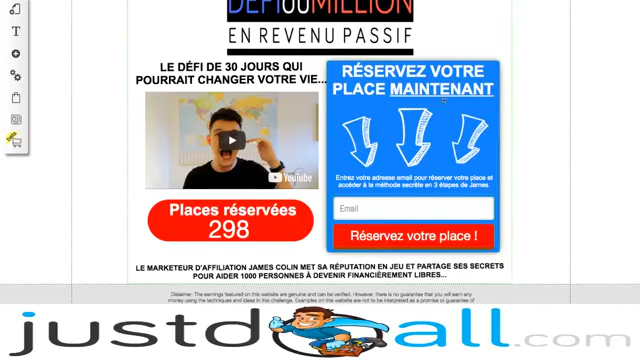 DÉFI DU MILLION
EN REVENU PASSIF
LE DÉFI DE 30 JOURS QUI
POURRAIT CHANGER VOTRE VIE...
YouTube
Places réservées
298
RÉSERVEZ VOTRE
PLACE MAINTENANT
Entrez votre adresse email pour réserver votre place et
accéder à la méthode secrète en 3 étapes de James.
Email
Réservez votre place !
LE MARKETEUR D'AFFILIATION JAMES COLIN MET SA RÉPUTATION EN JEU ET PARTAGE SES SECRETS
POUR AIDER 1000 PERSONNES À DEVENIR FINANCIÈREMENT LIBRES...
Disclaimer: The earnings featured on this website are genuine and can be verified. However, there is no guarantee that you will earn any
money using the techniques and ideas in this challenge. Examples on this website are not to be interpreted as a promise or guarantee of
justdoall.com